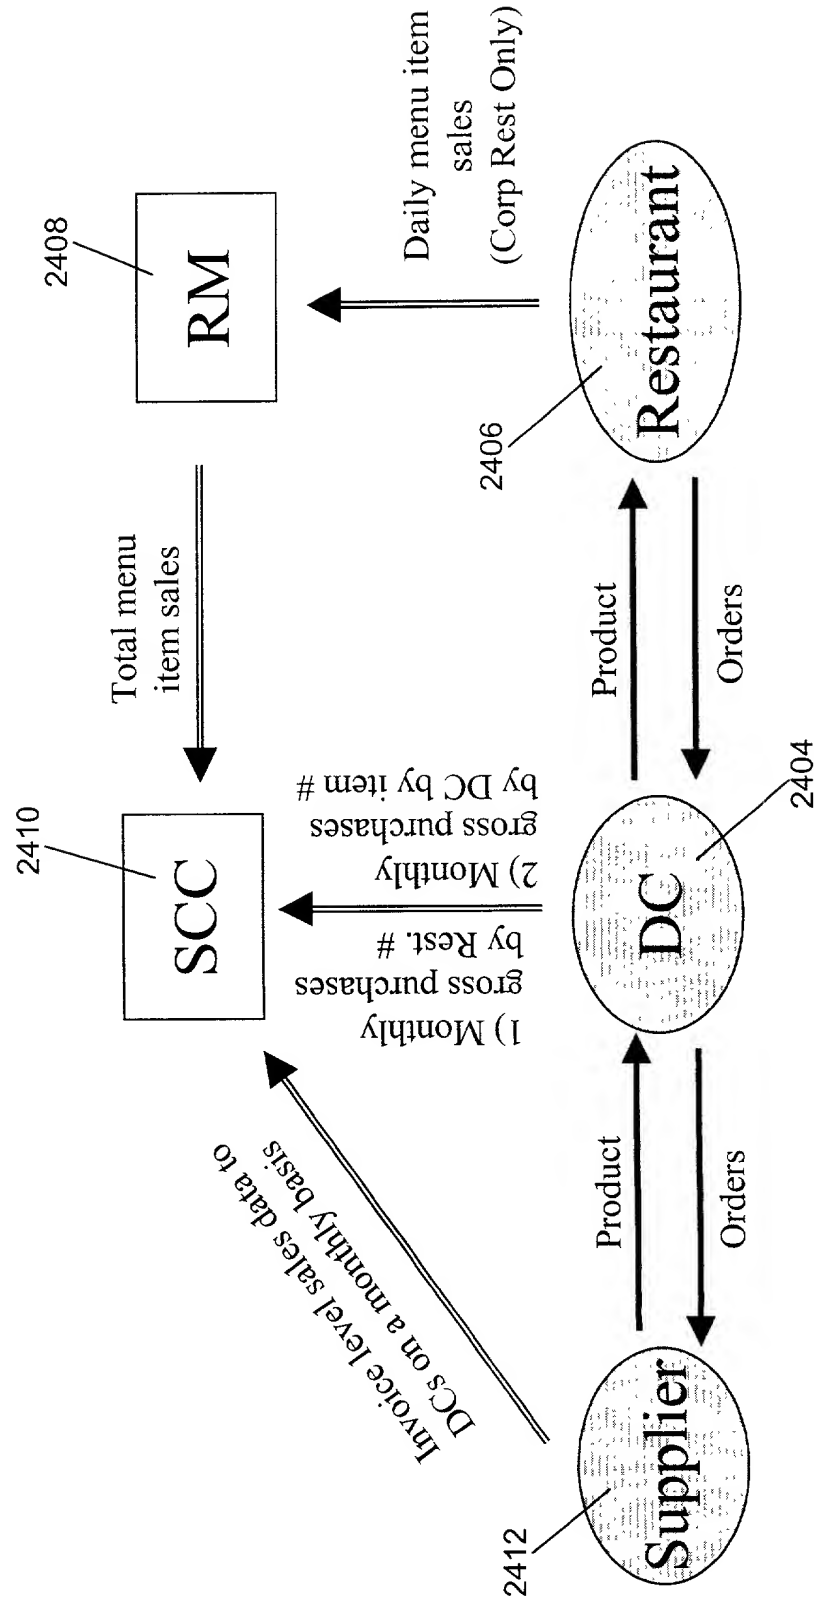 2410
SCC
Total menu
item sales
2408
RM
Invoice level sales data to
DCs on a monthly basis
1) Monthly
gross purchases
by Rest. #
2) Monthly
gross purchases
by DC by item #
Daily menu item
sales
(Corp Rest Only)
2412
Supplier
Product
Orders
DC
2404
Product
Orders
2406
Restaurant